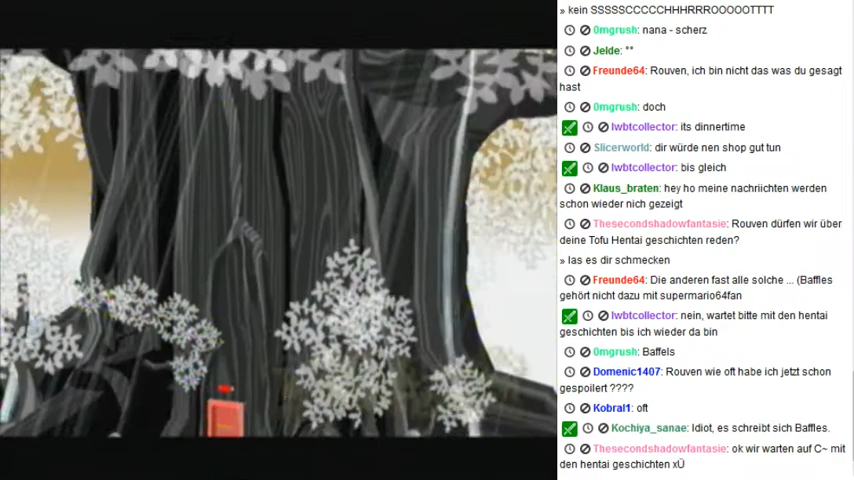 » kein SSSSSCCCCCHHHRRROOOOOTTTT
0mgrush: nana - scherz
Jelde: **
Freunde64: Rouven, ich bin nicht das was du gesagt
hast
0mgrush: doch
lwbtcollector: its dinnertime
Slicerworld: dir würde nen shop gut tun
lwbtcollector: bis gleich
Klaus_braten: hey ho meine nachriichten werden
schon wieder nich gezeigt
Thesecondshadowfantasie: Rouven dürfen wir über
deine Tofu Hentai geschichten reden?
» las es dir schmecken
Freunde64: Die anderen fast alle solche ... (Baffles
gehört nicht dazu mit supermario64fan
lwbtcollector: nein, wartet bitte mit den hentai
geschichten bis ich wieder da bin
0mgrush: Baffels
Domenic1407: Rouven wie oft habe ich jetzt schon
gespoilert ????
Kobral1: oft
Kochiya_sanae: Idiot, es schreibt sich Baffles.
Thesecondshadowfantasie: ok wir warten auf C~ mit
den hentai geschichten xÜ